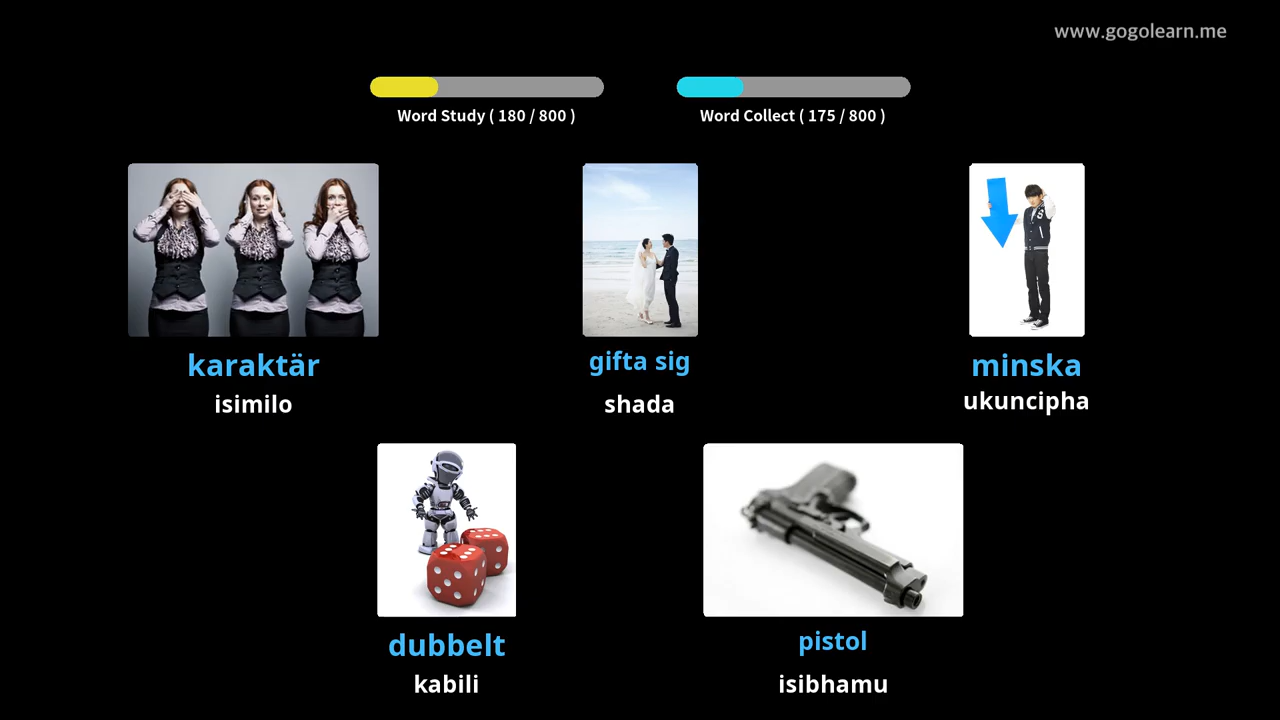 www.gogolearn.me
Word Study ( 180 / 800 )
Word Collect ( 175 / 800 )
karaktär
isimilo
gifta sig
shada
minska
ukuncipha
dubbelt
kabili
pistol
isibhamu